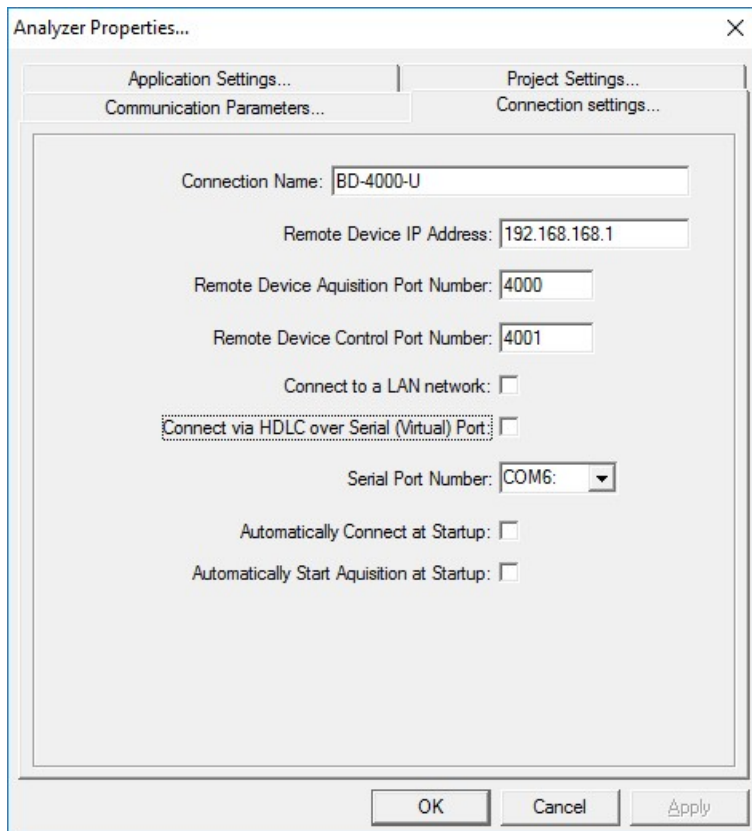 Analyzer Properties...
Application Settings...
Project Settings...
Communication Parameters...
Connection settings...
Connection Name: BD-4000-U
Remote Device IP Address: 192.168.168.1
Remote Device Aquisition Port Number: 4000
Remote Device Control Port Number: 4001
Connect to a LAN network:
Connect via HDLC over Serial (Virtual) Port:
Serial Port Number: COM6:
Automatically Connect at Startup:
Automatically Start Aquisition at Startup:
OK
Cancel
Apply